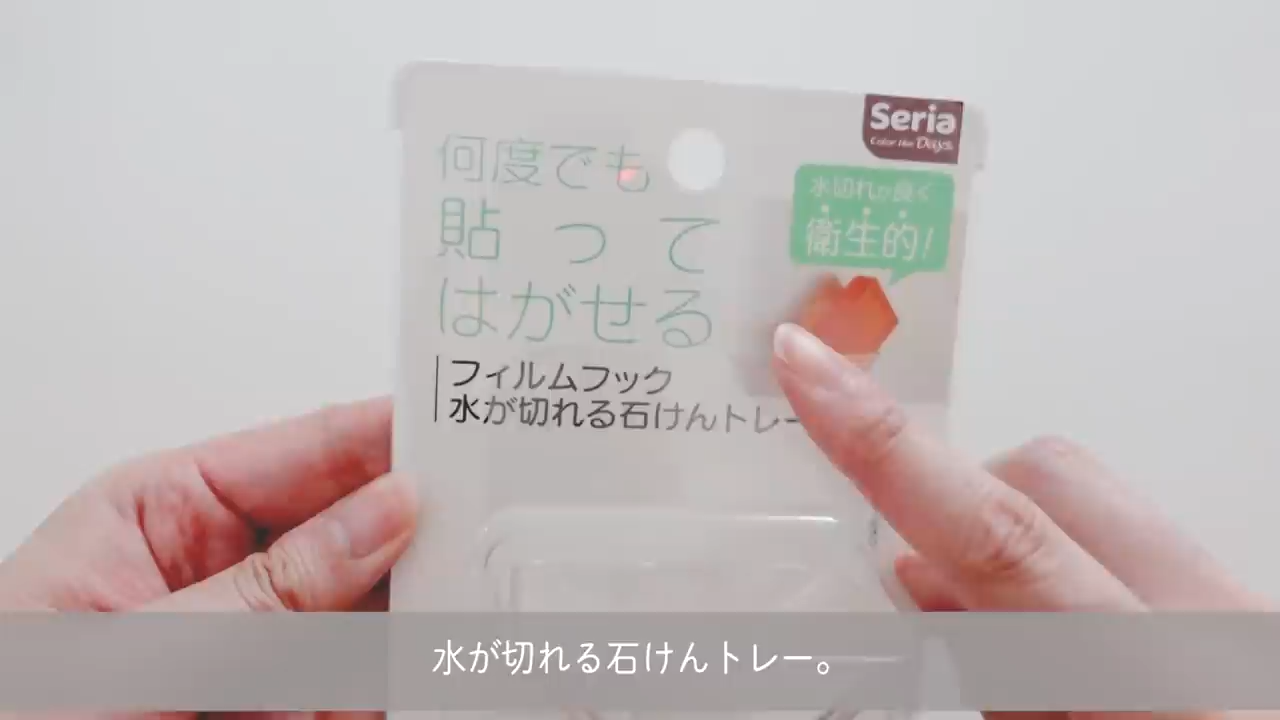 Seria
Color the Days
何度でも
貼って
はがせる
水切れが良く
衛生的!
フィルムフック
水が切れる石けんトレー
水が切れる石けんトレー。